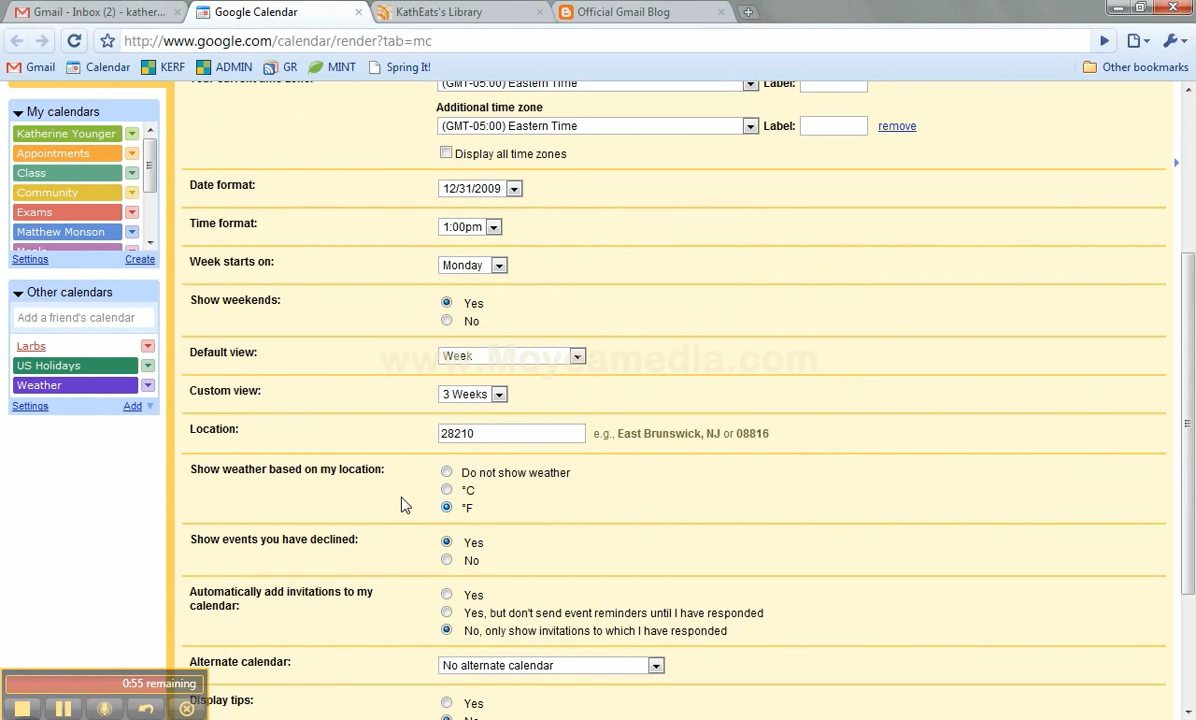 Gmail - Inbox (2) - kather...
Google Calendar
KathEats's Library
Official Gmail Blog
http://www.google.com/calendar/render?tab=mc
Gmail
Calendar
KERF
ADMIN
GR
MINT
Spring It!
Other bookmarks
My calendars
Katherine Younger
Appointments
Class
Community
Exams
Matthew Monson
Settings
Create
Other calendars
Add a friend's calendar
Larbs
US Holidays
Weather
Settings
Add
(GMT-05:00) Eastern Time
Label:
Additional time zone
(GMT-05:00) Eastern Time
Label:
remove
Display all time zones
Date format:
12/31/2009
Time format:
1:00pm
Week starts on:
Monday
Show weekends:
Yes
No
Default view:
Week
www.Moyeamedia.com
Custom view:
3 Weeks
Location:
28210
e.g., East Brunswick, NJ or 08816
Show weather based on my location:
Do not show weather
°C
°F
Show events you have declined:
Yes
No
Automatically add invitations to my
calendar:
Yes
Yes, but don't send event reminders until I have responded
No, only show invitations to which I have responded
Alternate calendar:
No alternate calendar
Display tips:
Yes
0:55 remaining